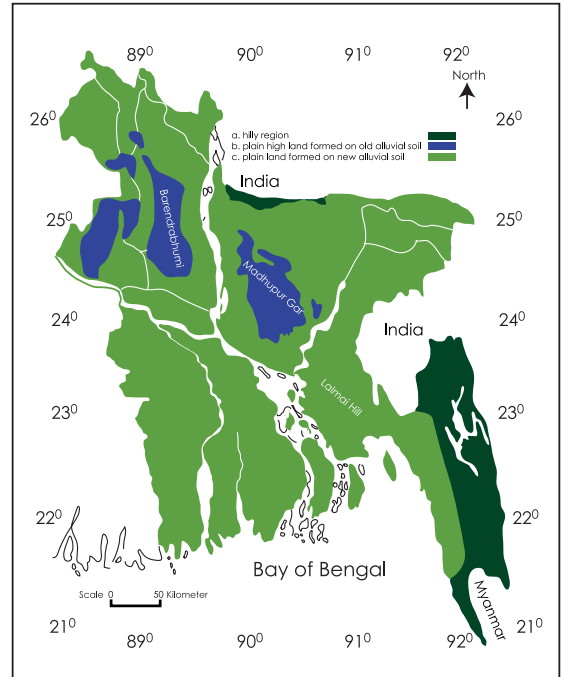 89⁰ 90⁰ 91⁰ 92⁰
North
26⁰ 26⁰
a. hilly region
b. plain high land formed on old alluvial soil
c. plain land formed on new alluvial soil
India
Barendrabhumi
25⁰ 25⁰
Madhupur Gar
24⁰ 24⁰
India
Lalmai Hill
23⁰ 23⁰
22⁰ 22⁰
Bay of Bengal
Scale 0 50 Kilometer
Myanmar
21⁰ 21⁰
89⁰ 90⁰ 91⁰ 92⁰